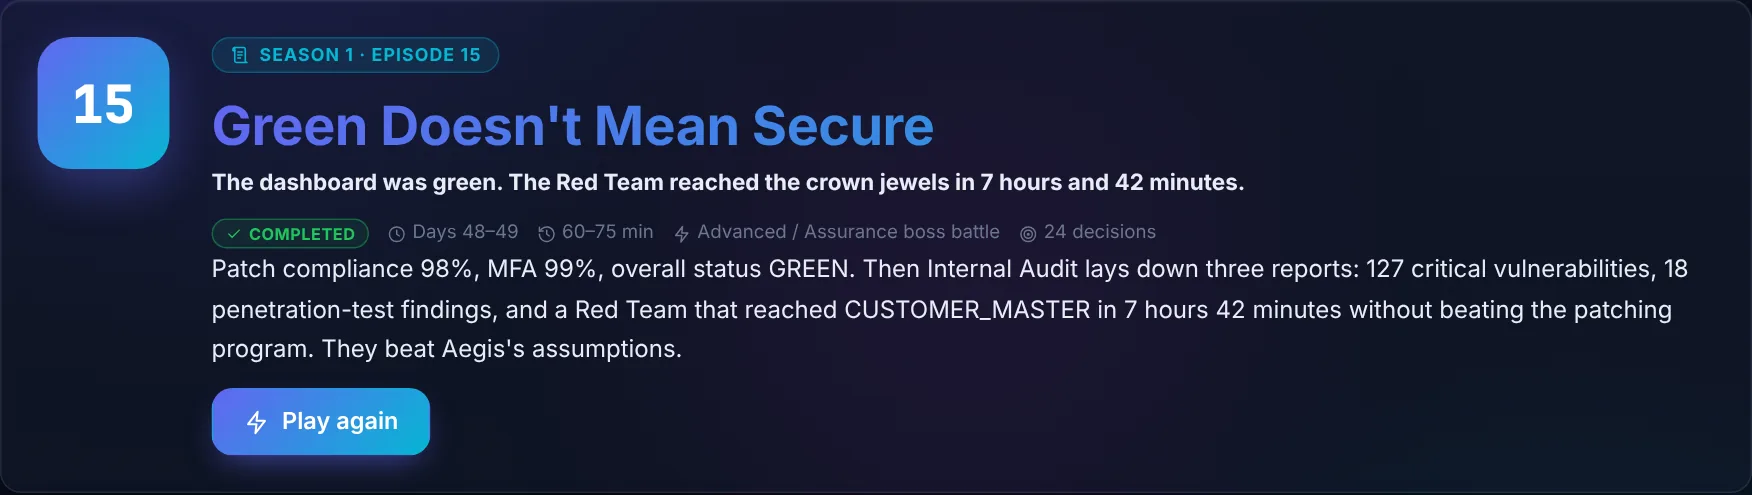 15
SEASON 1 · EPISODE 15
Green Doesn't Mean Secure
The dashboard was green. The Red Team reached the crown jewels in 7 hours and 42 minutes.
COMPLETED Days 48–49 60–75 min Advanced / Assurance boss battle 24 decisions
Patch compliance 98%, MFA 99%, overall status GREEN. Then Internal Audit lays down three reports: 127 critical vulnerabilities, 18
penetration-test findings, and a Red Team that reached CUSTOMER_MASTER in 7 hours 42 minutes without beating the patching
program. They beat Aegis's assumptions.
Play again